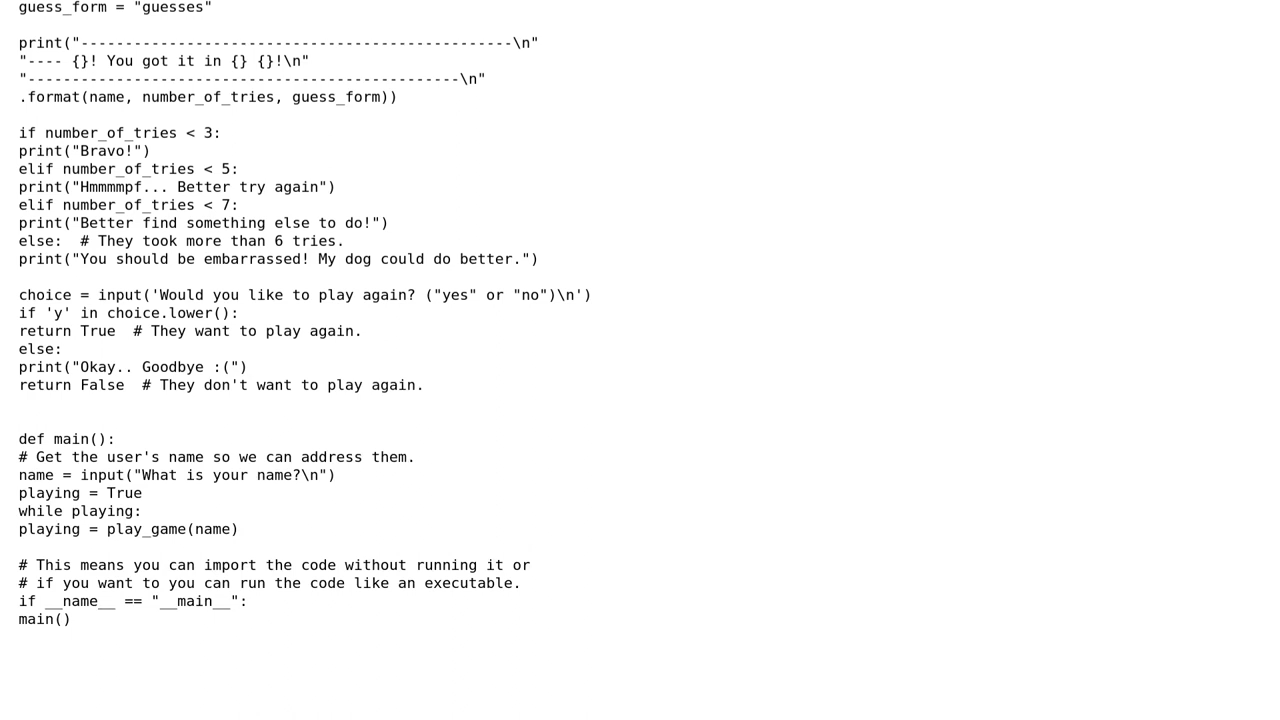 guess_form = "guesses"
print("-------------------------------------------------\n"
"---- {}! You got it in {} {}!\n"
"-------------------------------------------------\n"
.format(name, number_of_tries, guess_form))
if number_of_tries < 3:
print("Bravo!")
elif number_of_tries < 5:
print("Hmmmmpf... Better try again")
elif number_of_tries < 7:
print("Better find something else to do!")
else:  # They took more than 6 tries.
print("You should be embarrassed! My dog could do better.")
choice = input('Would you like to play again? ("yes" or "no")\n')
if 'y' in choice.lower():
return True  # They want to play again.
else:
print("Okay.. Goodbye :(")
return False  # They don't want to play again.
def main():
# Get the user's name so we can address them.
name = input("What is your name?\n")
playing = True
while playing:
playing = play_game(name)
# This means you can import the code without running it or
# if you want to you can run the code like an executable.
if __name__ == "__main__":
main()